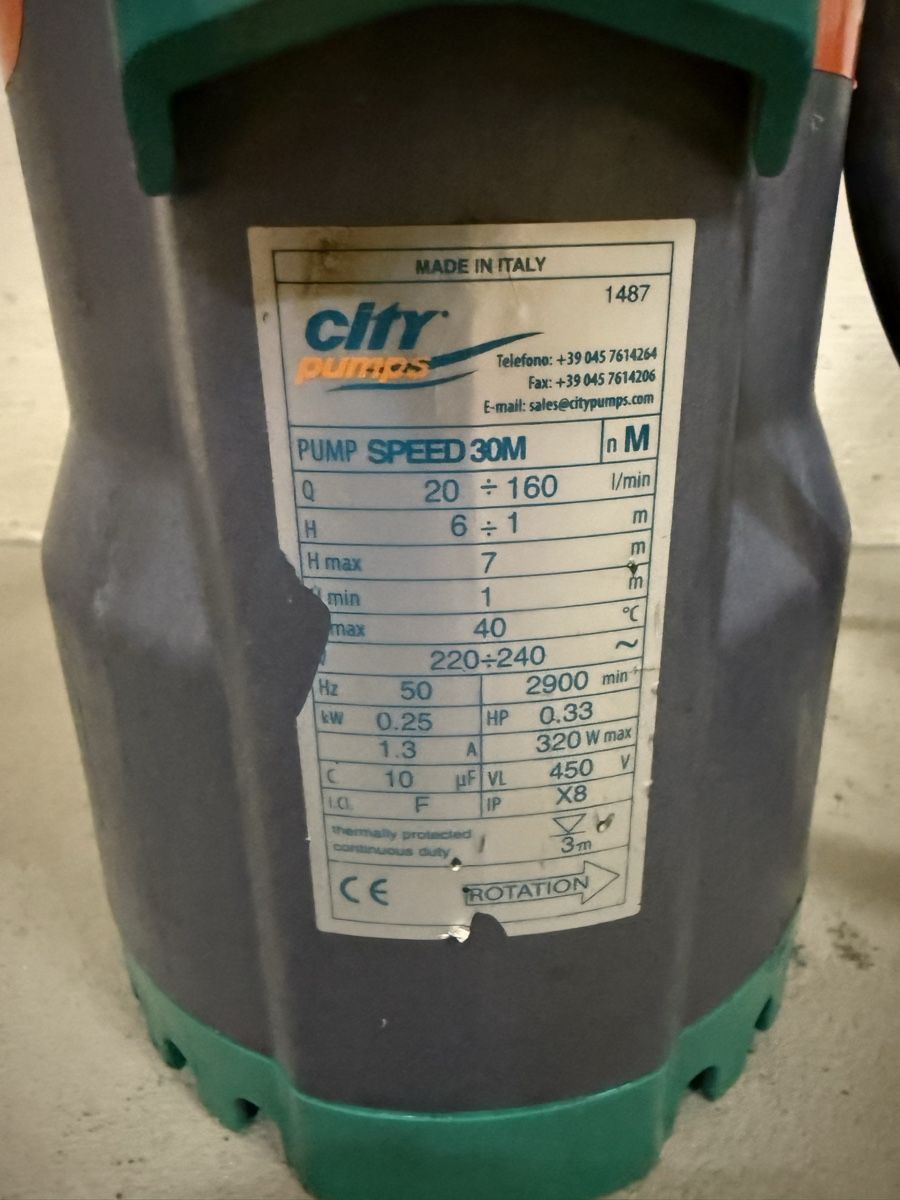 MADE IN ITALY
1487
city
pumps
Telefono: +39 045 7614264
Fax: +39 045 7614206
E-mail: sales@citypumps.com
PUMP SPEED 30M n M
Q 20 ÷ 160 l/min
H 6 ÷ 1 m
H max 7 m
min 1 m
max 40 °C
220÷240 ~
Hz 50 2900 min⁻¹
kW 0.25 HP 0.33
1.3 A 320 W max
C 10 µF VL 450 V
I.Cl. F IP X8
thermally protected
continuous duty
3m
CE ROTATION